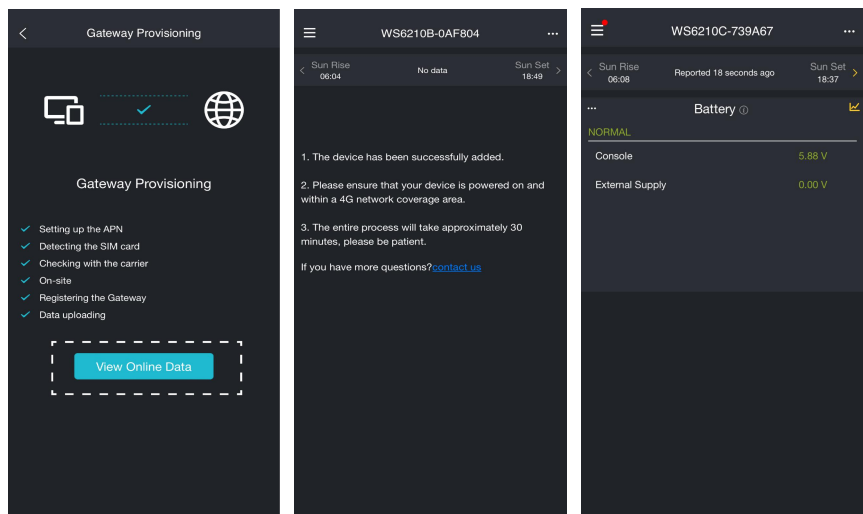 Gateway Provisioning
Gateway Provisioning
Setting up the APN
Detecting the SIM card
Checking with the carrier
On-site
Registering the Gateway
Data uploading
View Online Data
WS6210B-0AF804
Sun Rise
06:04
No data
Sun Set
18:49
1. The device has been successfully added.
2. Please ensure that your device is powered on and
within a 4G network coverage area.
3. The entire process will take approximately 30
minutes, please be patient.
If you have more questions?contact us
WS6210C-739A67
Sun Rise
06:08
Reported 18 seconds ago
Sun Set
18:37
Battery
NORMAL
Console 5.88 V
External Supply 0.00 V